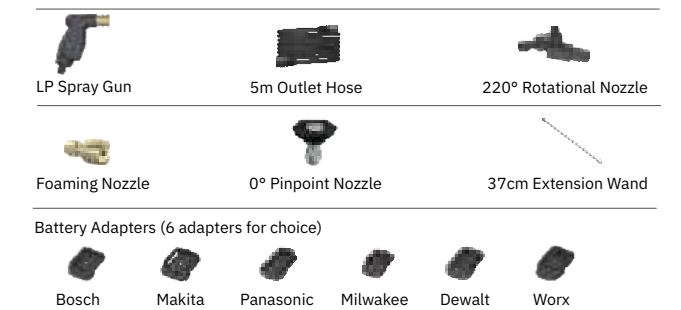 LP Spray Gun 5m Outlet Hose 220° Rotational Nozzle
Foaming Nozzle 0° Pinpoint Nozzle 37cm Extension Wand
Battery Adapters (6 adapters for choice)
Bosch Makita Panasonic Milwakee Dewalt Worx